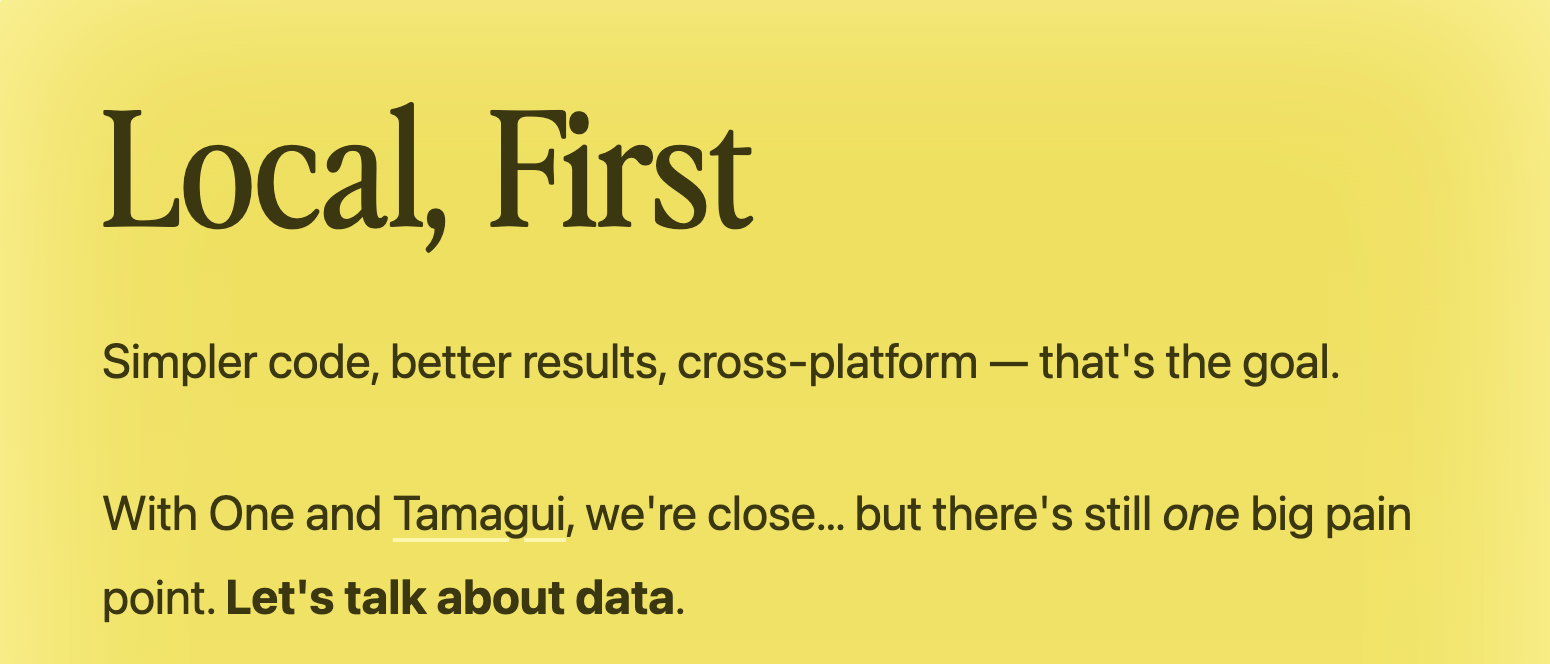 Local, First
Simpler code, better results, cross-platform — that's the goal.
With One and Tamagui, we're close... but there's still one big pain
point. Let's talk about data.